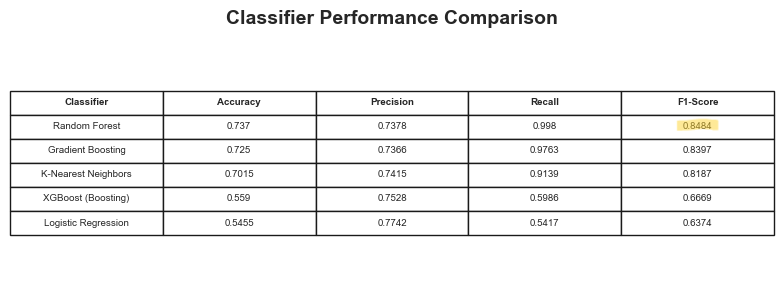 Classifier Performance Comparison
Classifier Accuracy Precision Recall F1-Score
Random Forest 0.737 0.7378 0.998 0.8484
Gradient Boosting 0.725 0.7366 0.9763 0.8397
K-Nearest Neighbors 0.7015 0.7415 0.9139 0.8187
XGBoost (Boosting) 0.559 0.7528 0.5986 0.6669
Logistic Regression 0.5455 0.7742 0.5417 0.6374